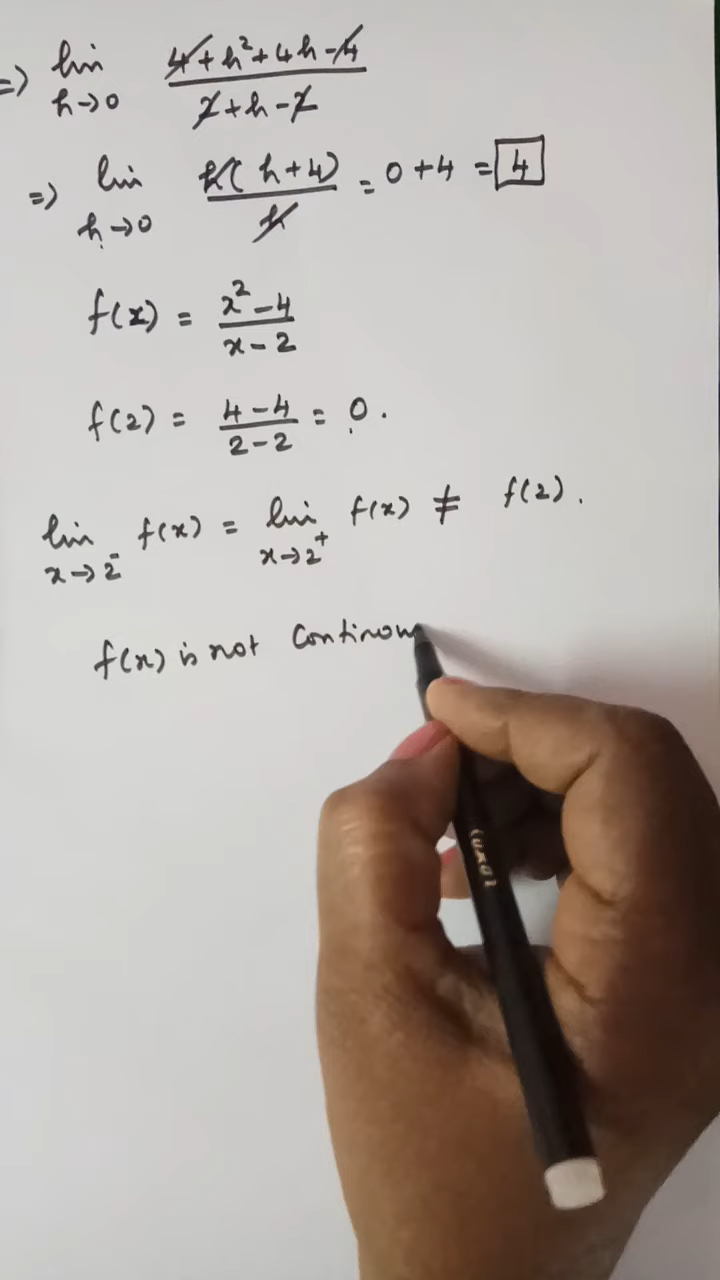 => lim h→0 4+h²+4h-4 / 2+h-2
=> lim h→0 h(h+4) / h = 0+4 = 4
f(x) = x²-4 / x-2
f(2) = 4-4 / 2-2 = 0.
lim x→2⁻ f(x) = lim x→2⁺ f(x) ≠ f(2).
f(x) is not Continou